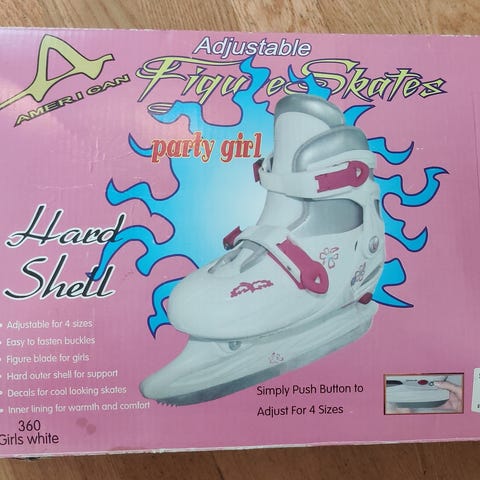 Adjustable
Figure Skates
AMERICAN
party girl
Hard
Shell
• Adjustable for 4 sizes
• Easy to fasten buckles
• Figure blade for girls
• Hard outer shell for support
• Decals for cool looking skates
• Inner lining for warmth and comfort
Simply Push Button to
Adjust For 4 Sizes
360
Girls white